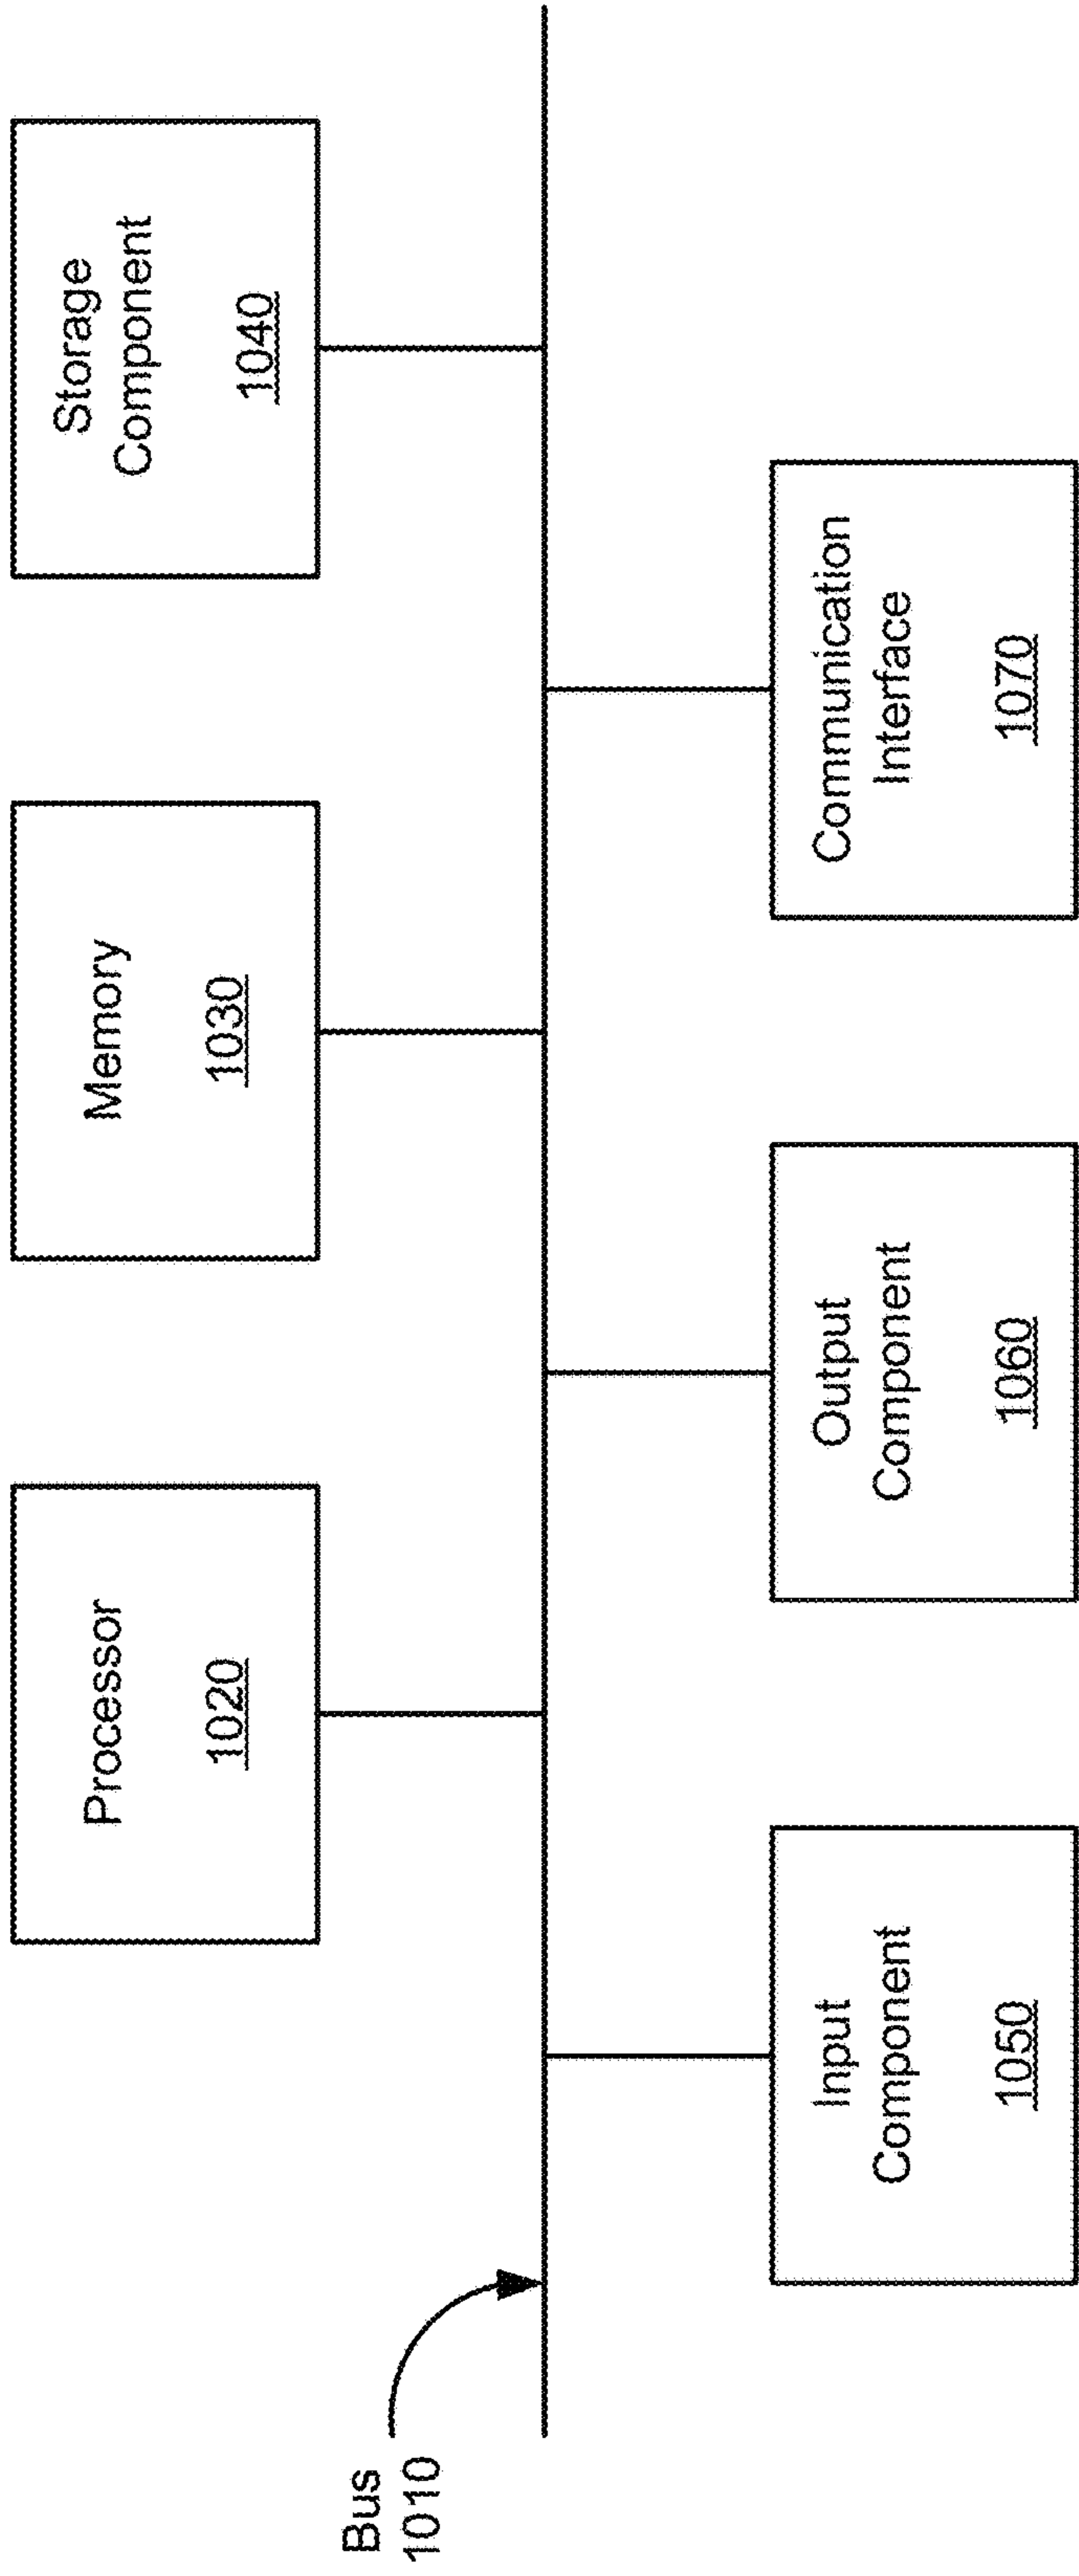 Processor
1020
Memory
1030
Storage
Component
1040
Bus
1010
Input
Component
1050
Output
Component
1060
Communication
Interface
1070